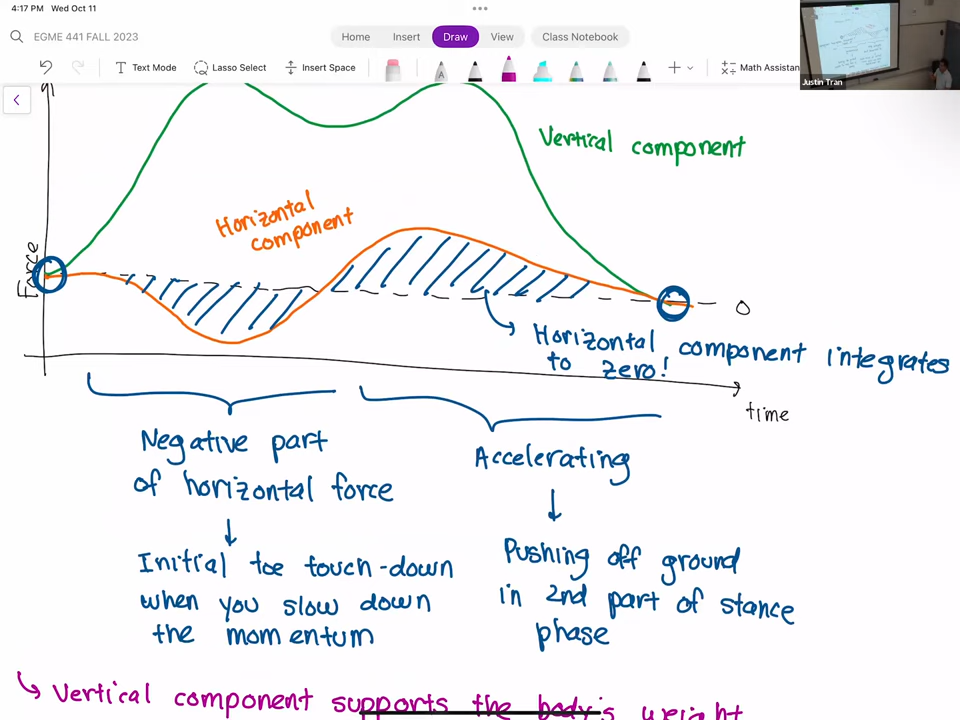 4:17 PM Wed Oct 11
EGME 441 FALL 2023
Home Insert Draw View Class Notebook
Text Mode Lasso Select Insert Space Math Assistan
Justin Tran
Vertical component
Horizontal
component
Force
0
Horizontal component integrates
to zero!
time
Negative part
of horizontal force
Accelerating
Initial toe touch-down
when you slow down
the momentum
Pushing off ground
in 2nd part of stance
phase
Vertical component supports the body's weight